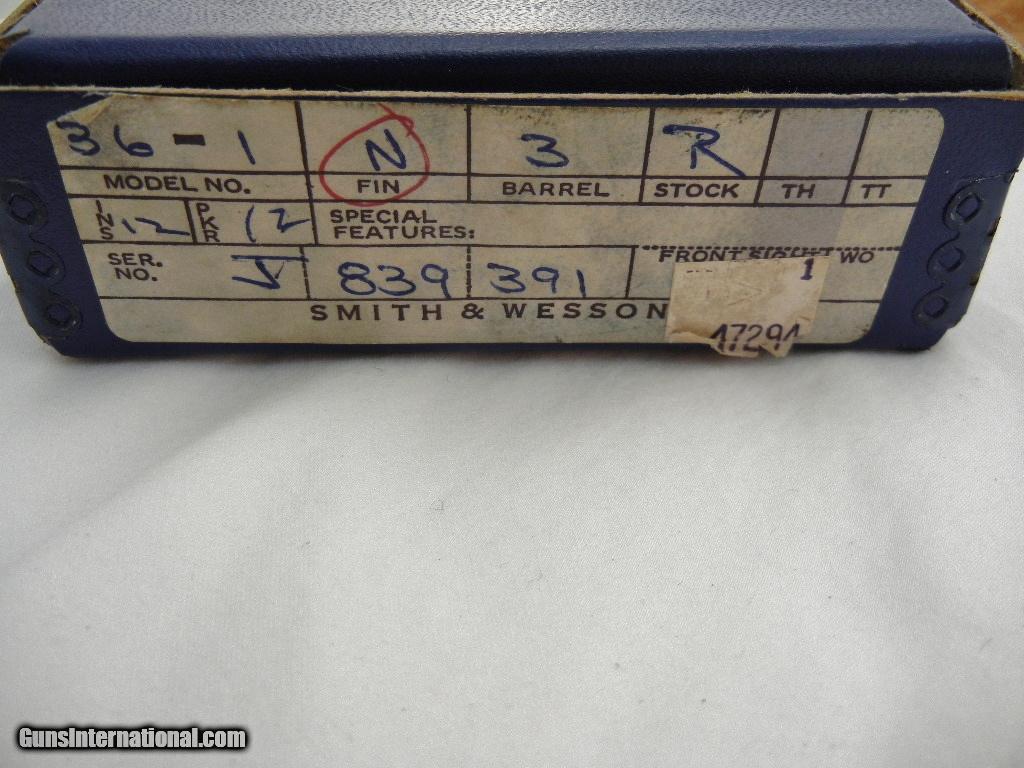 36-1 N 3 R
MODEL NO. FIN BARREL STOCK TH TT
INS 12 PKR 12 SPECIAL FEATURES:
SER. NO. J 839 391 FRONT SIGHT WO
1
SMITH & WESSON
47294
GunsInternational.com